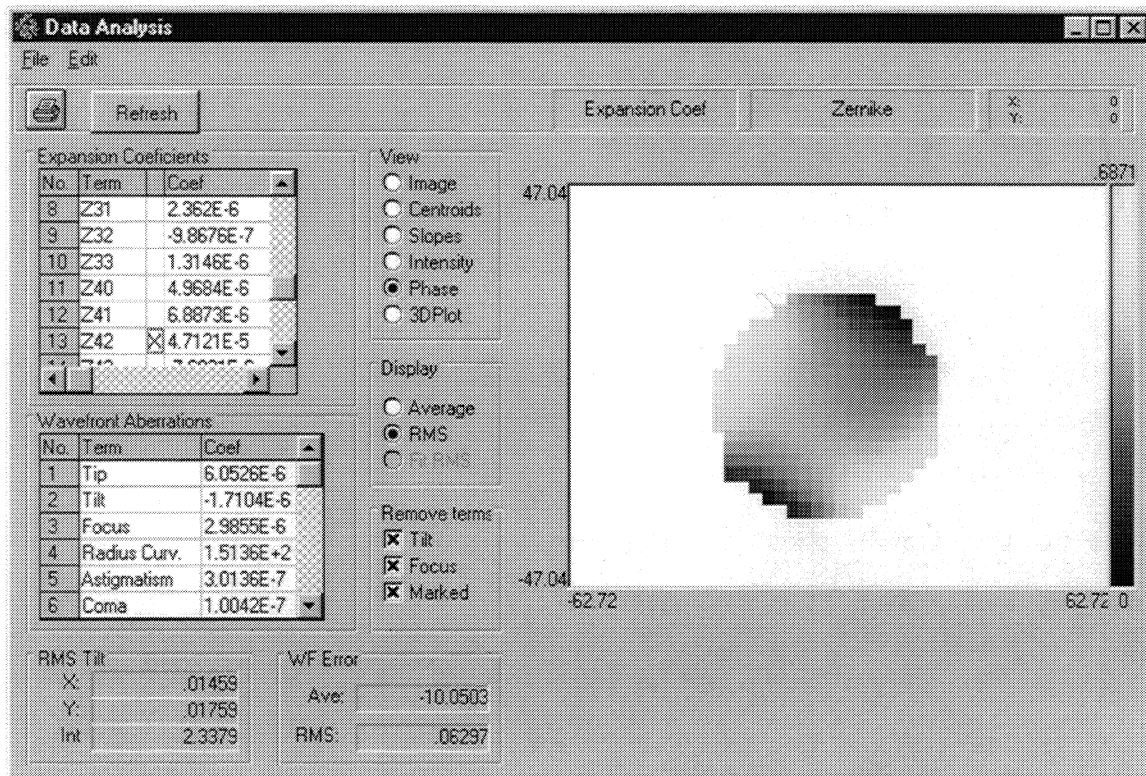 Data Analysis
File Edit
Refresh
Expansion Coef
Zernike
X: 0
Y: 0
Expansion Coeficients
No. Term Coef
8 Z31 2.362E-6
9 Z32 -9.8676E-7
10 Z33 1.3146E-6
11 Z40 4.9684E-6
12 Z41 6.8873E-6
13 Z42 X 4.7121E-5
View
Image
Centroids
Slopes
Intensity
Phase
3DPlot
Display
Average
RMS
Fit RMS
Remove terms
Tilt
Focus
Marked
Wavefront Aberrations
No. Term Coef
1 Tip 6.0526E-6
2 Tilt -1.7104E-6
3 Focus 2.9855E-6
4 Radius Curv. 1.5136E+2
5 Astigmatism 3.0136E-7
6 Coma 1.0042E-7
.6871
47.04
-47.04
-62.72
62.72 0
RMS Tilt
X: .01459
Y: .01759
Int 2.3379
WF Error
Ave: -10.0503
RMS: .06297